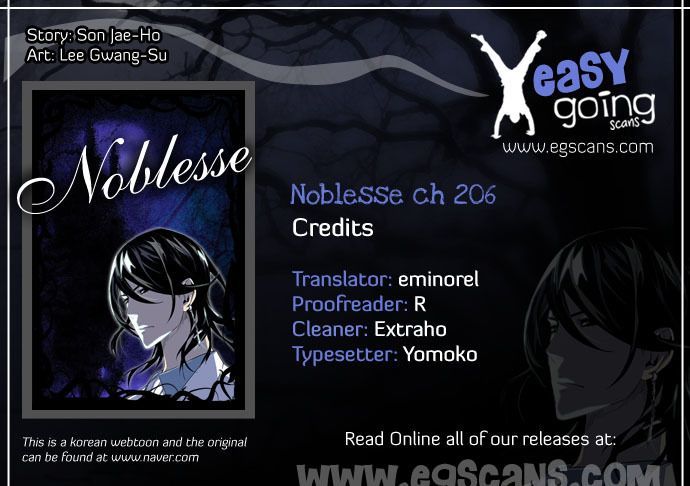 Story: Son Jae-Ho
Art: Lee Gwang-Su
easy
going
scans
www.egscans.com
Noblesse
Noblesse ch 206
Credits
Translator: eminorel
Proofreader: R
Cleaner: Extraho
Typesetter: Yomoko
This is a korean webtoon and the original
can be found at www.naver.com
Read Online all of our releases at:
www.egscans.com